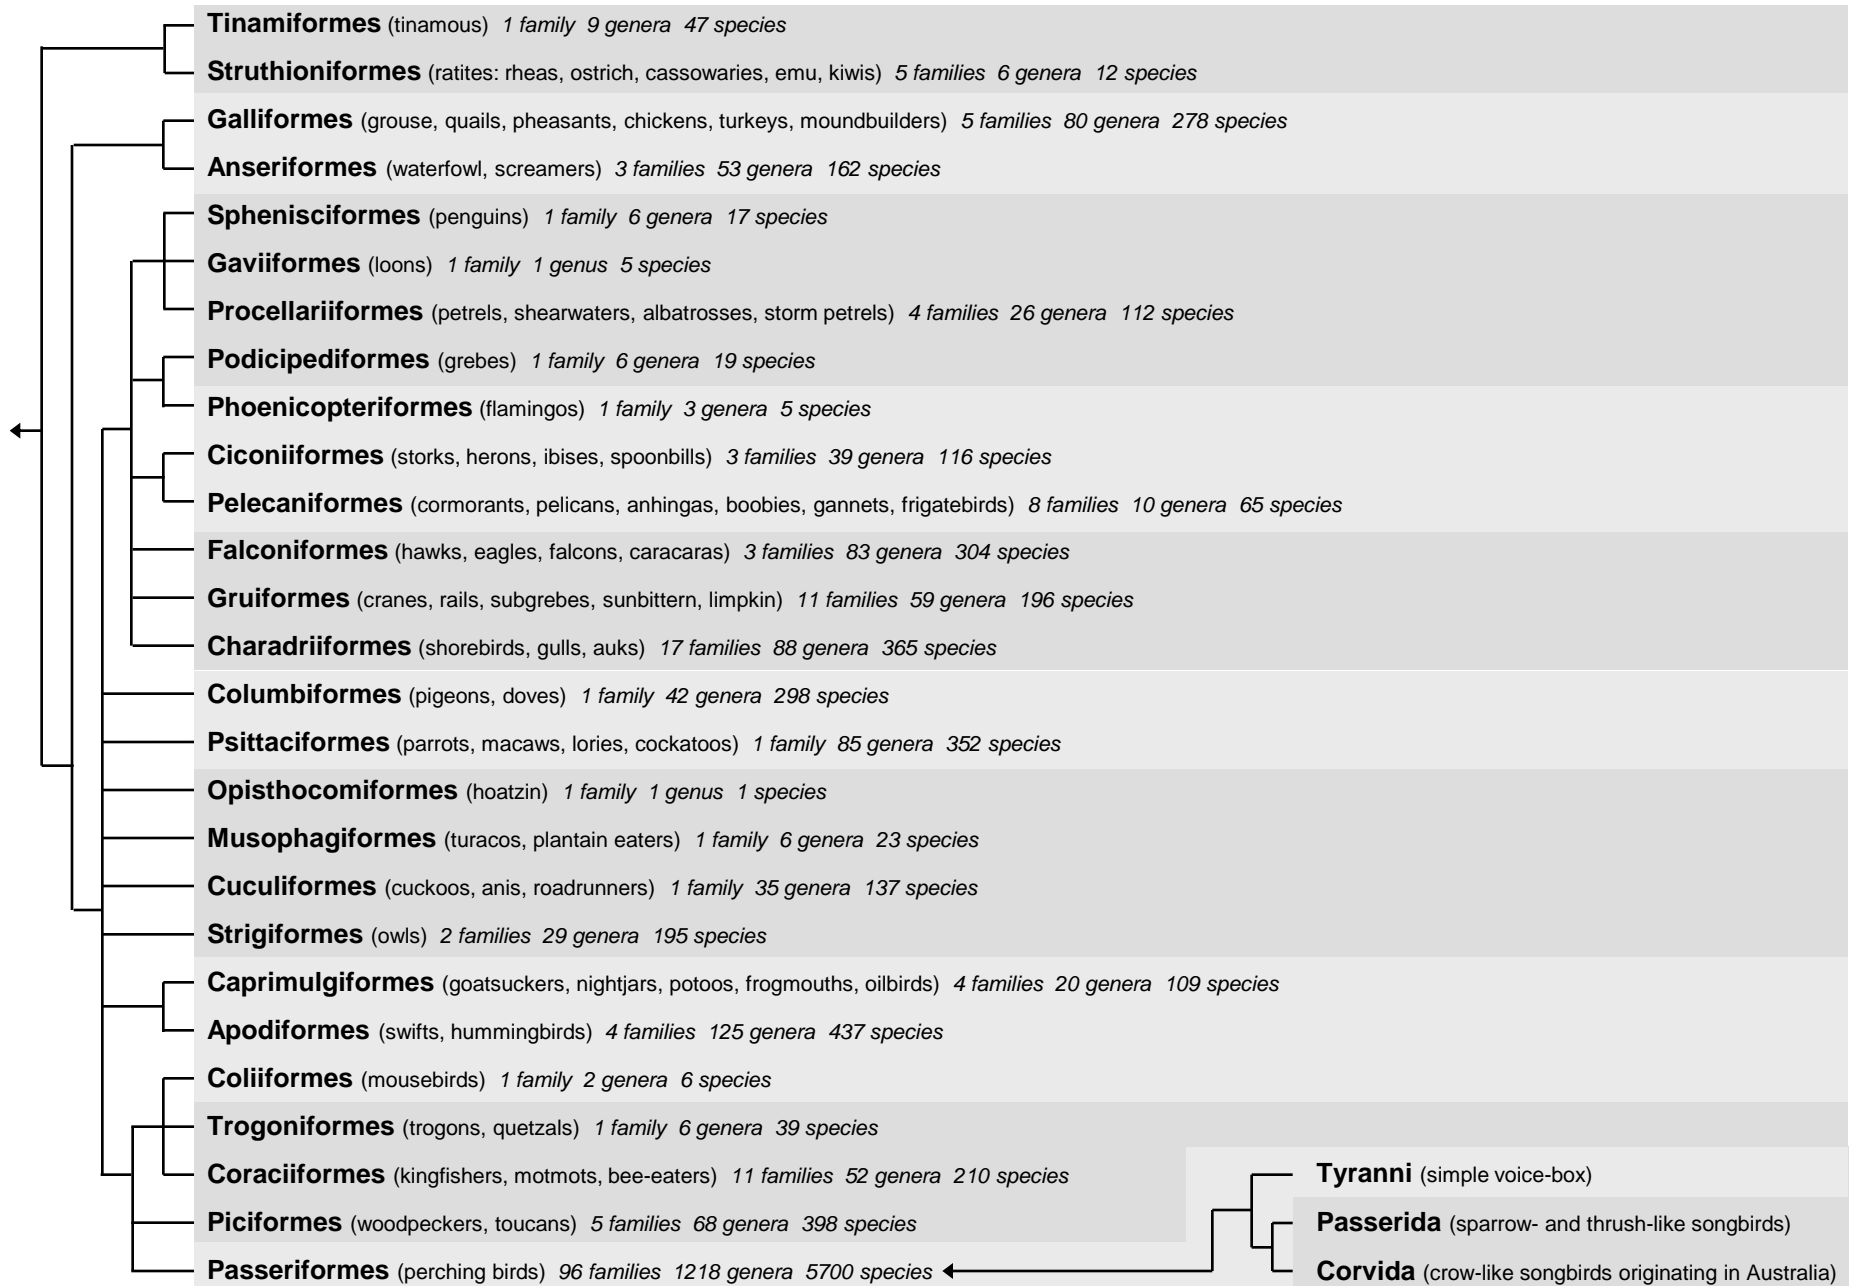 Tinamiformes (tinamous) 1 family 9 genera 47 species
Struthioniformes (ratites: rheas, ostrich, cassowaries, emu, kiwis) 5 families 6 genera 12 species
Galliformes (grouse, quails, pheasants, chickens, turkeys, moundbuilders) 5 families 80 genera 278 species
Anseriformes (waterfowl, screamers) 3 families 53 genera 162 species
Sphenisciformes (penguins) 1 family 6 genera 17 species
Gaviiformes (loons) 1 family 1 genus 5 species
Procellariiformes (petrels, shearwaters, albatrosses, storm petrels) 4 families 26 genera 112 species
Podicipediformes (grebes) 1 family 6 genera 19 species
Phoenicopteriformes (flamingos) 1 family 3 genera 5 species
Ciconiiformes (storks, herons, ibises, spoonbills) 3 families 39 genera 116 species
Pelecaniformes (cormorants, pelicans, anhingas, boobies, gannets, frigatebirds) 8 families 10 genera 65 species
Falconiformes (hawks, eagles, falcons, caracaras) 3 families 83 genera 304 species
Gruiformes (cranes, rails, subgrebes, sunbittern, limpkin) 11 families 59 genera 196 species
Charadriiformes (shorebirds, gulls, auks) 17 families 88 genera 365 species
Columbiformes (pigeons, doves) 1 family 42 genera 298 species
Psittaciformes (parrots, macaws, lories, cockatoos) 1 family 85 genera 352 species
Opisthocomiformes (hoatzin) 1 family 1 genus 1 species
Musophagiformes (turacos, plantain eaters) 1 family 6 genera 23 species
Cuculiformes (cuckoos, anis, roadrunners) 1 family 35 genera 137 species
Strigiformes (owls) 2 families 29 genera 195 species
Caprimulgiformes (goatsuckers, nightjars, potoos, frogmouths, oilbirds) 4 families 20 genera 109 species
Apodiformes (swifts, hummingbirds) 4 families 125 genera 437 species
Coliiformes (mousebirds) 1 family 2 genera 6 species
Trogoniformes (trogons, quetzals) 1 family 6 genera 39 species
Coraciiformes (kingfishers, motmots, bee-eaters) 11 families 52 genera 210 species
Piciformes (woodpeckers, toucans) 5 families 68 genera 398 species
Passeriformes (perching birds) 96 families 1218 genera 5700 species
Tyranni (simple voice-box)
Passerida (sparrow- and thrush-like songbirds)
Corvida (crow-like songbirds originating in Australia)